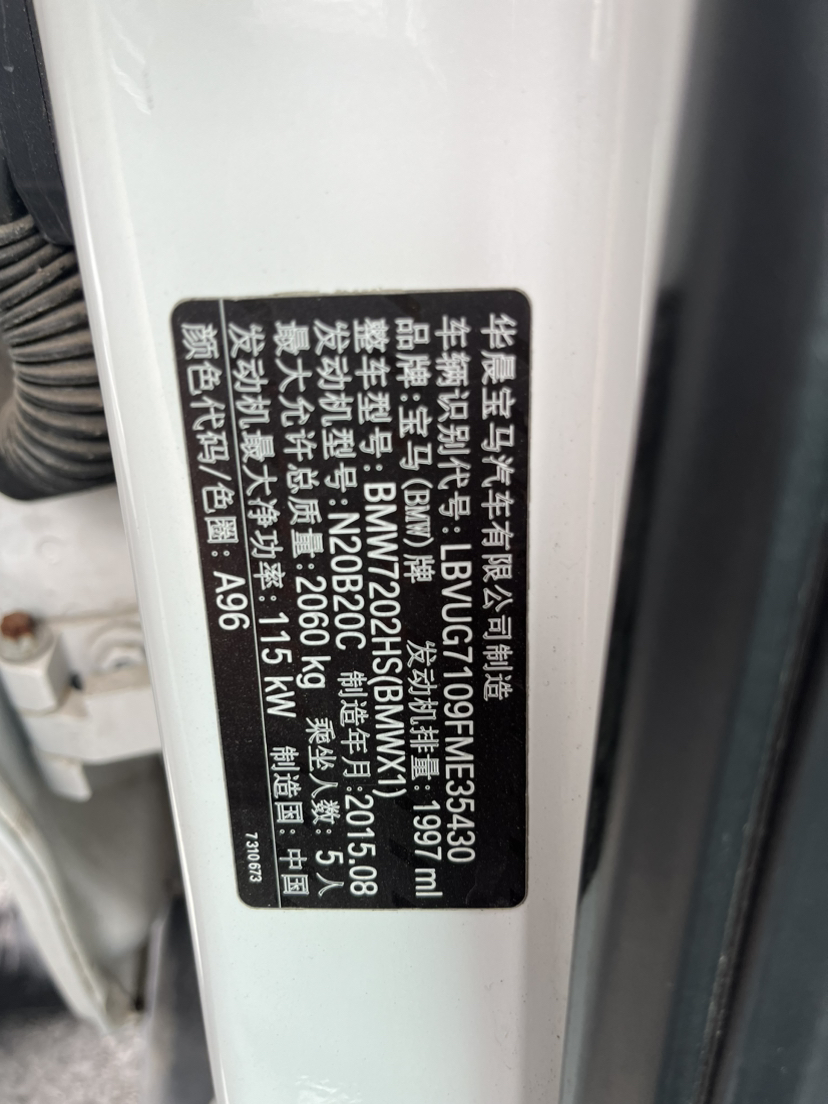 华晨宝马汽车有限公司制造
车辆识别代号: LBVUG7109FME35430
品牌:宝马(BMW)牌 发动机排量: 1997 ml
整车型号: BMW7202HS(BMWX1)
发动机型号: N20B20C 制造年月:2015.08
最大允许总质量: 2060 kg 乘坐人数: 5人
发动机最大净功率: 115 kW 制造国: 中国
颜色代码/色圈: A96
7310673